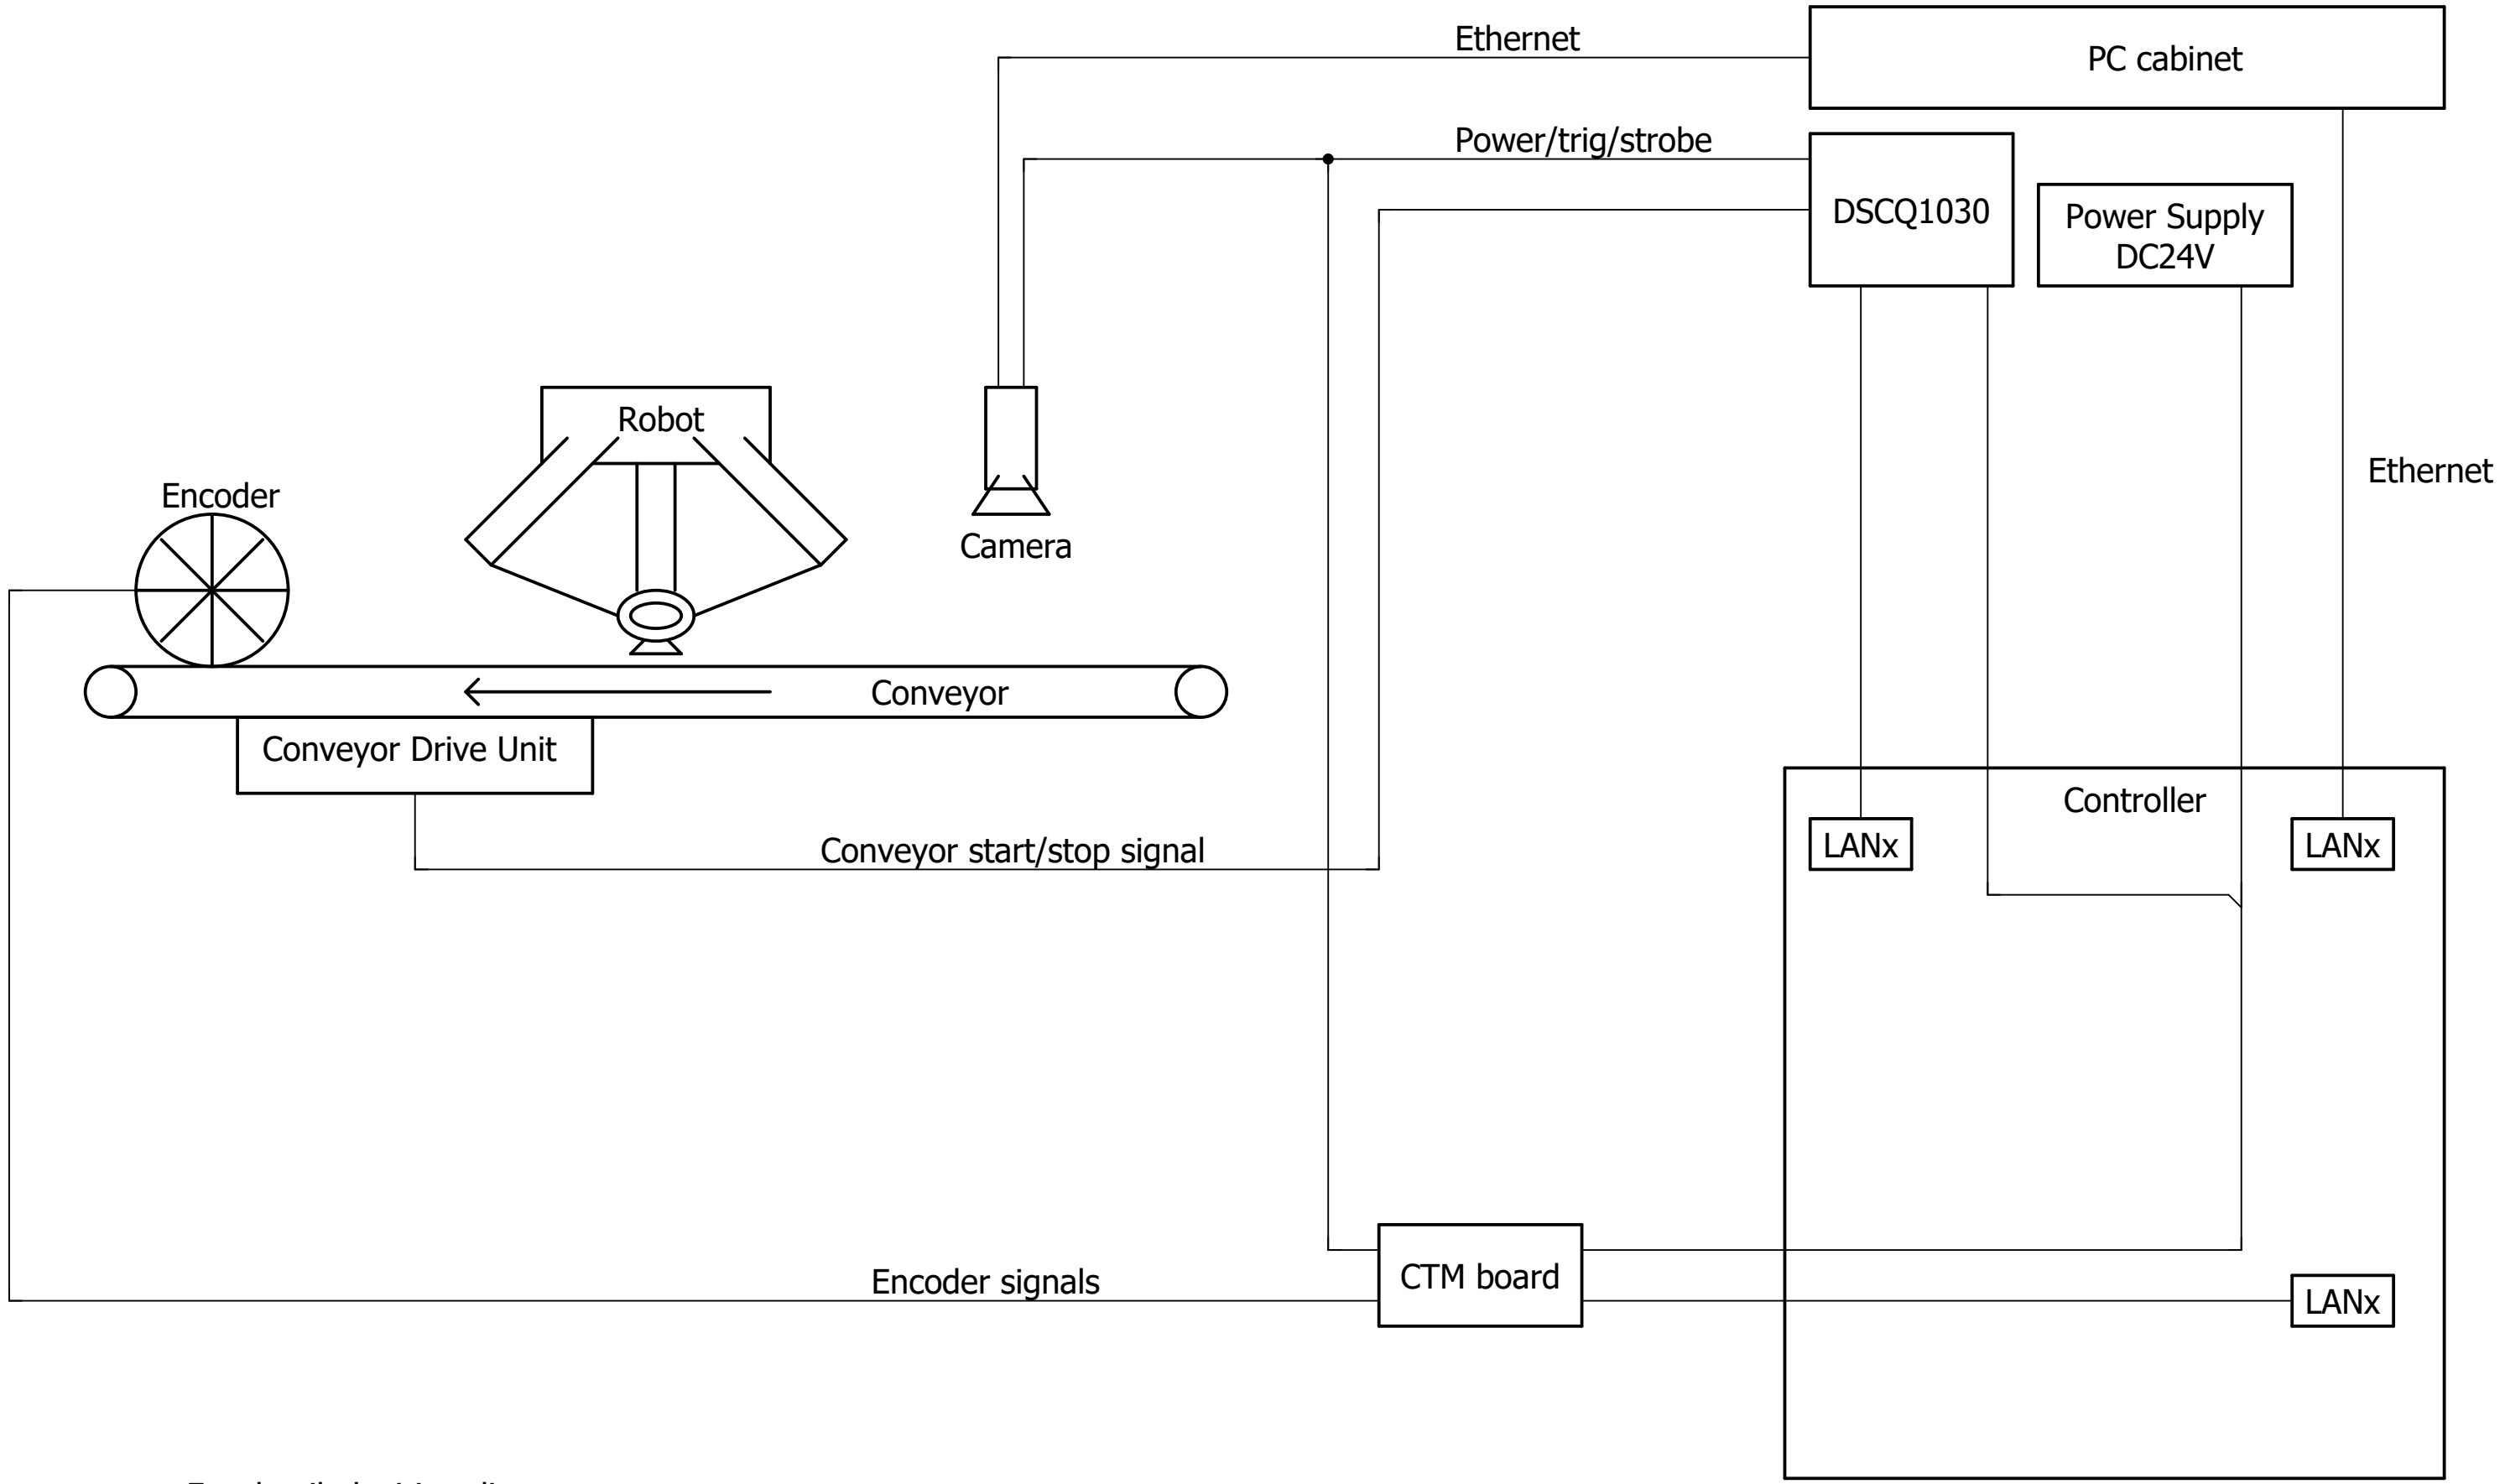 Ethernet
PC cabinet
Power/trig/strobe
DSCQ1030
Power Supply
DC24V
Robot
Encoder
Ethernet
Camera
Conveyor
Conveyor Drive Unit
Controller
Conveyor start/stop signal
LANx
LANx
CTM board
Encoder signals
LANx